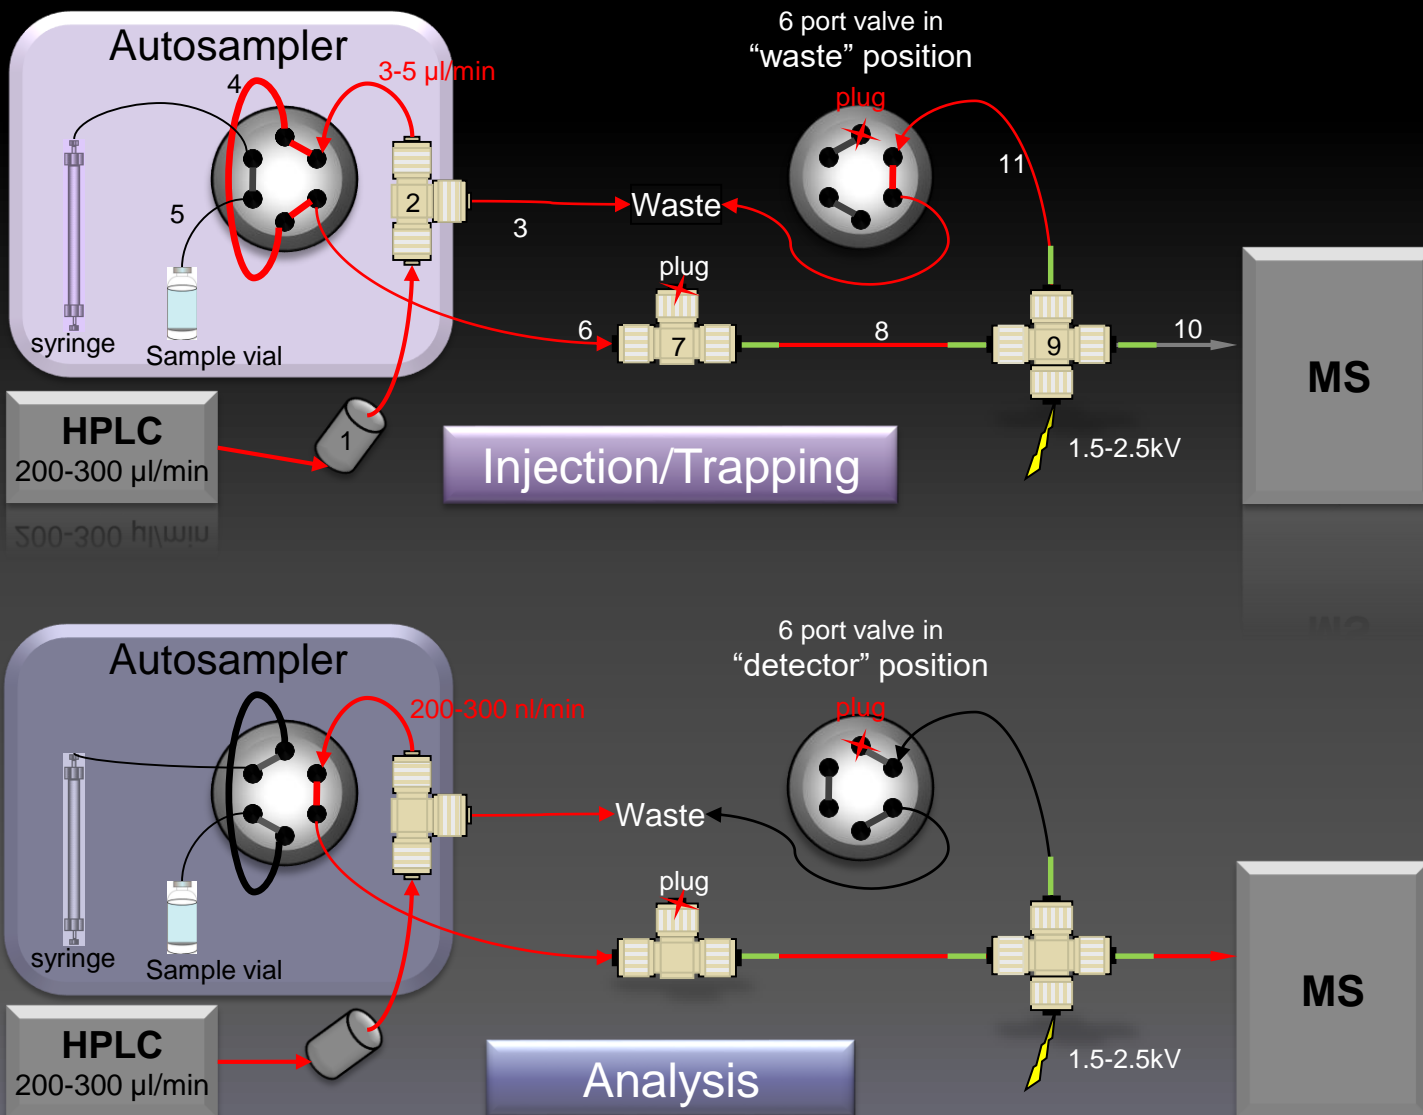 Autosampler
4
3-5 µl/min
5
2
3
syringe
Sample vial
HPLC
200-300 µl/min
1
6 port valve in
“waste” position
plug
11
Waste
plug
6
7
8
9
10
1.5-2.5kV
MS
Injection/Trapping
Autosampler
200-300 nl/min
syringe
Sample vial
HPLC
200-300 µl/min
6 port valve in
“detector” position
plug
Waste
plug
1.5-2.5kV
MS
Analysis